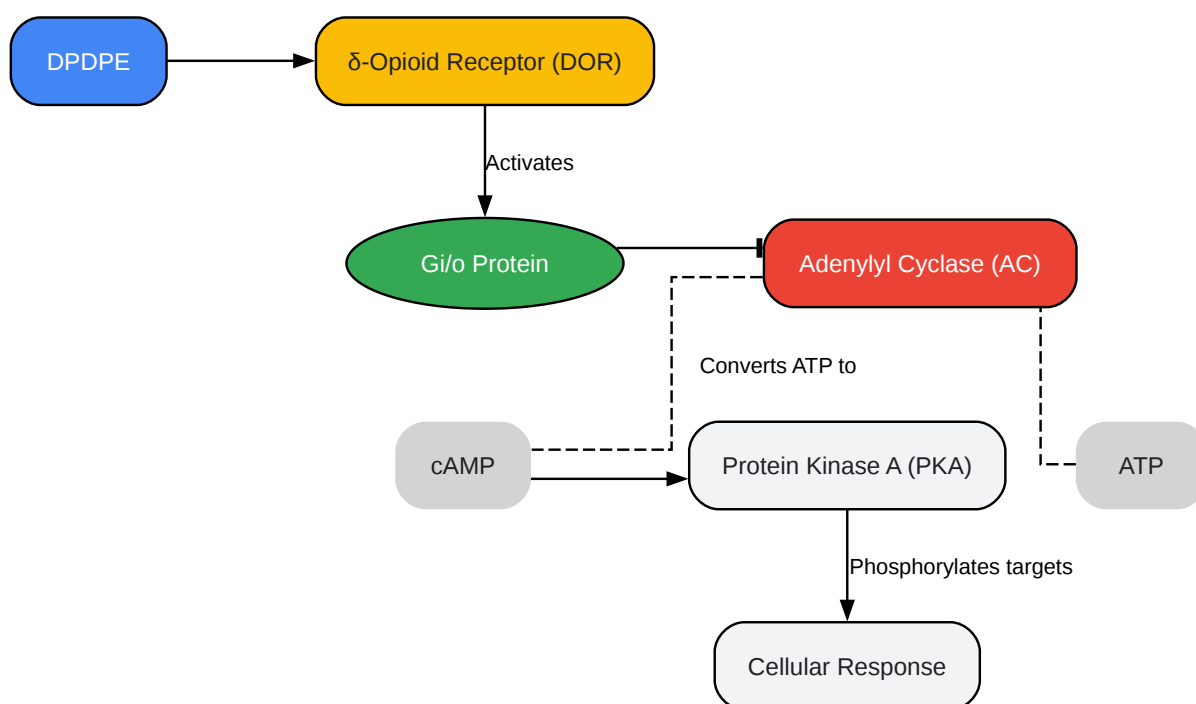 DPDPE
δ-Opioid Receptor (DOR)
Activates
Gi/o Protein
Adenylyl Cyclase (AC)
Converts ATP to
cAMP
Protein Kinase A (PKA)
ATP
Phosphorylates targets
Cellular Response